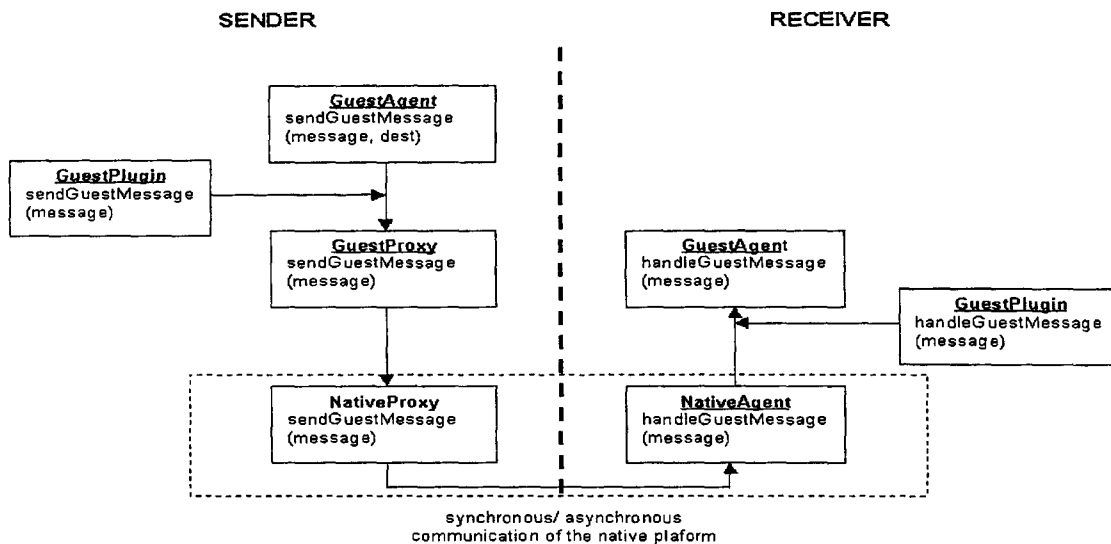 SENDER
RECEIVER
GuestAgent
sendGuestMessage
(message, dest)
GuestPlugin
sendGuestMessage
(message)
GuestProxy
sendGuestMessage
(message)
GuestAgent
handleGuestMessage
(message)
GuestPlugin
handleGuestMessage
(message)
NativeProxy
sendGuestMessage
(message)
NativeAgent
handleGuestMessage
(message)
synchronous/ asynchronous
communication of the native plaform